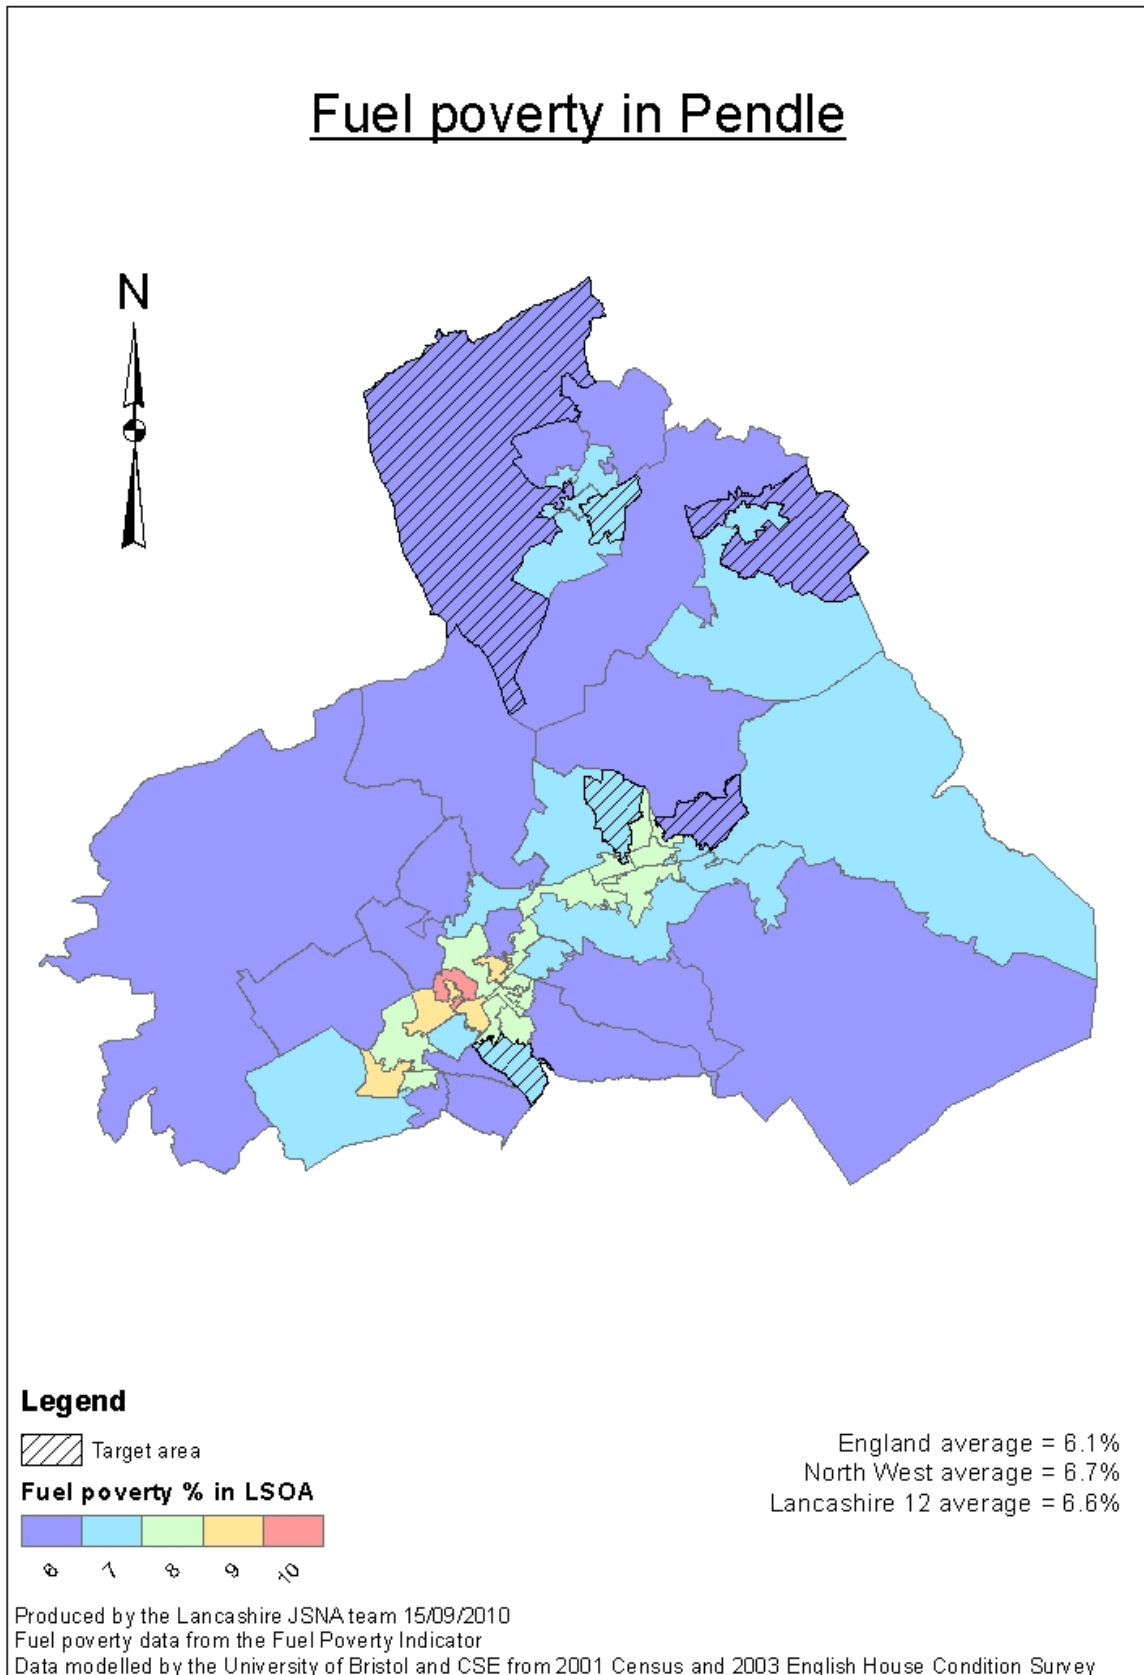 Fuel poverty in Pendle
N
Legend
Target area
Fuel poverty % in LSOA
6 7 8 9 10
England average = 6.1%
North West average = 6.7%
Lancashire 12 average = 6.6%
Produced by the Lancashire JSNA team 15/09/2010
Fuel poverty data from the Fuel Poverty Indicator
Data modelled by the University of Bristol and CSE from 2001 Census and 2003 English House Condition Survey